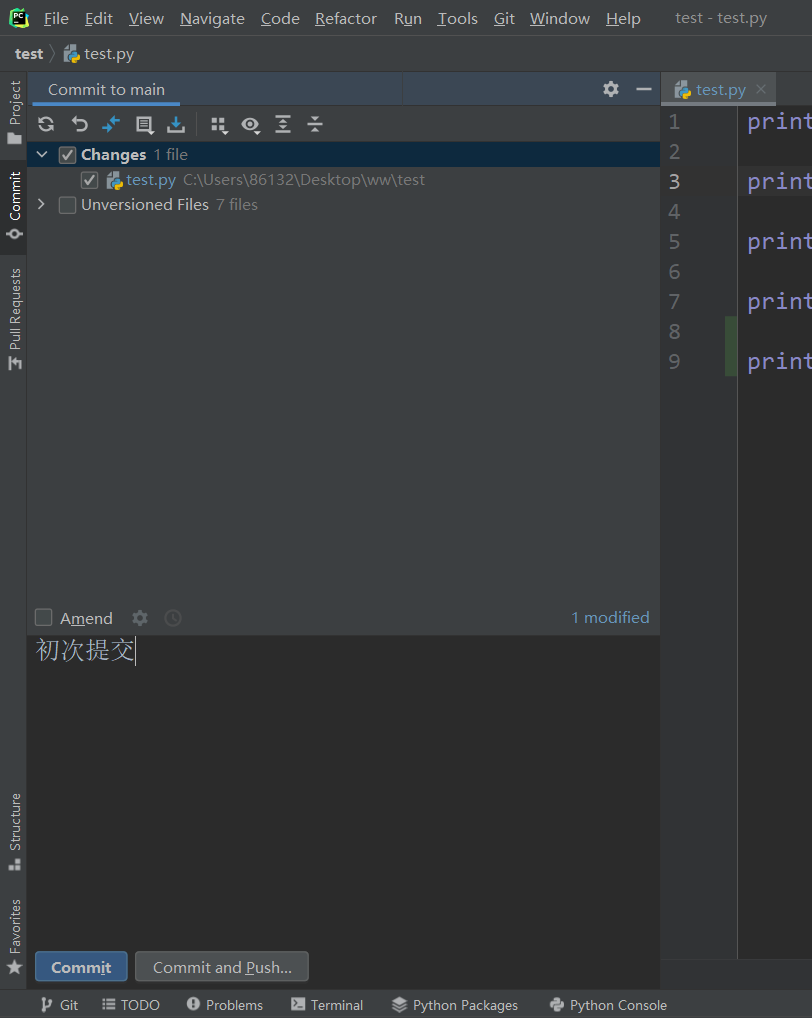 PC File Edit View Navigate Code Refactor Run Tools Git Window Help test - test.py
test test.py
Project
Commit
Pull Requests
Structure
Favorites
Commit to main
Changes 1 file
test.py C:\Users\86132\Desktop\ww\test
Unversioned Files 7 files
Amend 1 modified
初次提交
Commit Commit and Push...
test.py
1 print
2
3 print
4
5 print
6
7 print
8
9 print
Git TODO Problems Terminal Python Packages Python Console